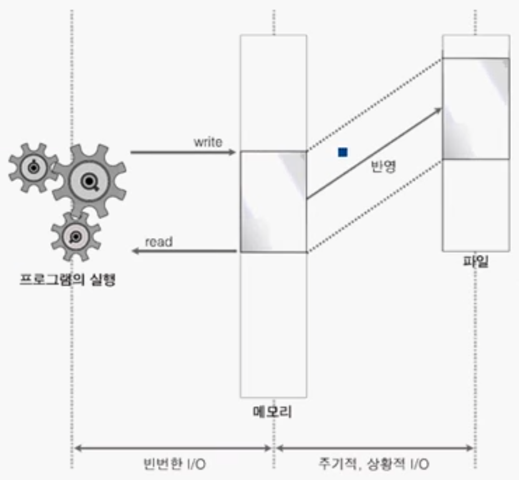 write
반영
read
파일
프로그램의 실행
메모리
빈번한 I/O
주기적, 상황적 I/O